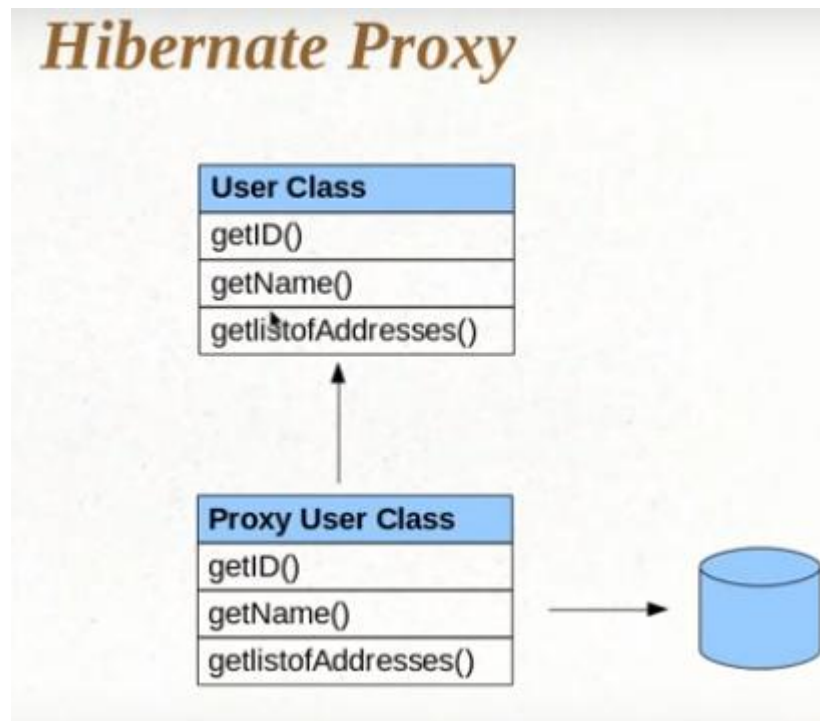 Hibernate Proxy
User Class
getID()
getName()
getlistofAddresses()
Proxy User Class
getID()
getName()
getlistofAddresses()